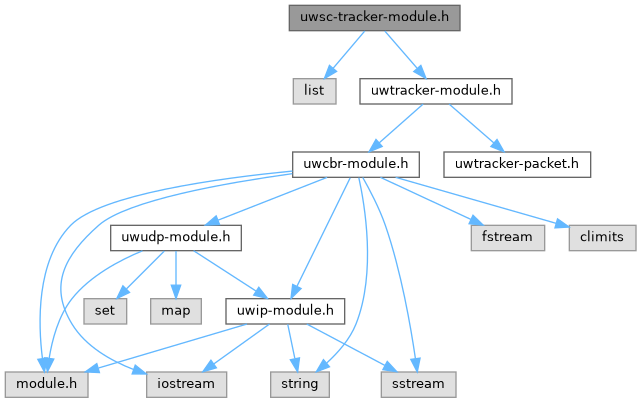 uwsc-tracker-module.h
list
uwtracker-module.h
uwcbr-module.h
uwtracker-packet.h
uwudp-module.h
fstream
climits
set
map
uwip-module.h
module.h
iostream
string
sstream